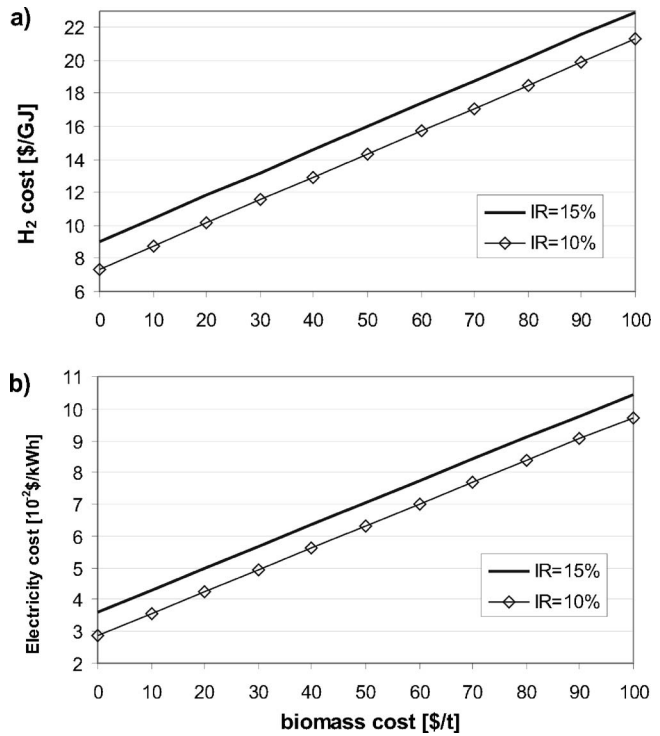 a)
H₂ cost [$/GJ]
22
20
18
16
14
12
10
8
6
IR=15%
IR=10%
0 10 20 30 40 50 60 70 80 90 100
b)
Electricity cost [10⁻²$/kWh]
11
10
9
8
7
6
5
4
3
2
IR=15%
IR=10%
0 10 20 30 40 50 60 70 80 90 100
biomass cost [$/t]